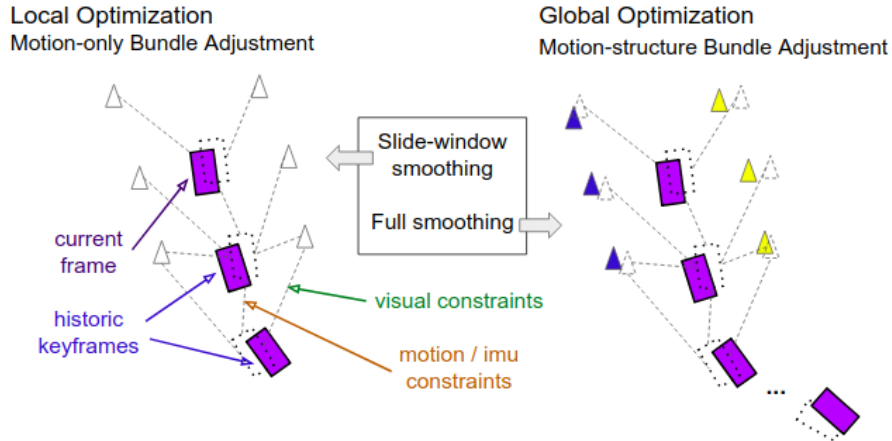 Local Optimization
Motion-only Bundle Adjustment
Global Optimization
Motion-structure Bundle Adjustment
Slide-window
smoothing
Full smoothing
current
frame
historic
keyframes
visual constraints
motion / imu
constraints
...